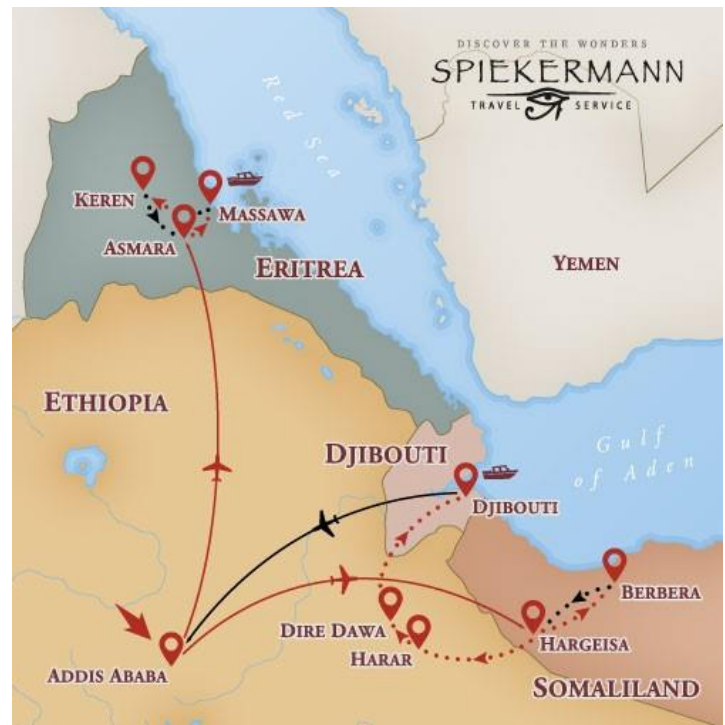 DISCOVER THE WONDERS
SPIEKERMANN
TRAVEL SERVICE
Red Sea
KEREN
MASSAWA
ASMARA
ERITREA
YEMEN
ETHIOPIA
DJIBOUTI
Gulf
of Aden
DJIBOUTI
BERBERA
DIRE DAWA
HARGEISA
HARAR
ADDIS ABABA
SOMALILAND